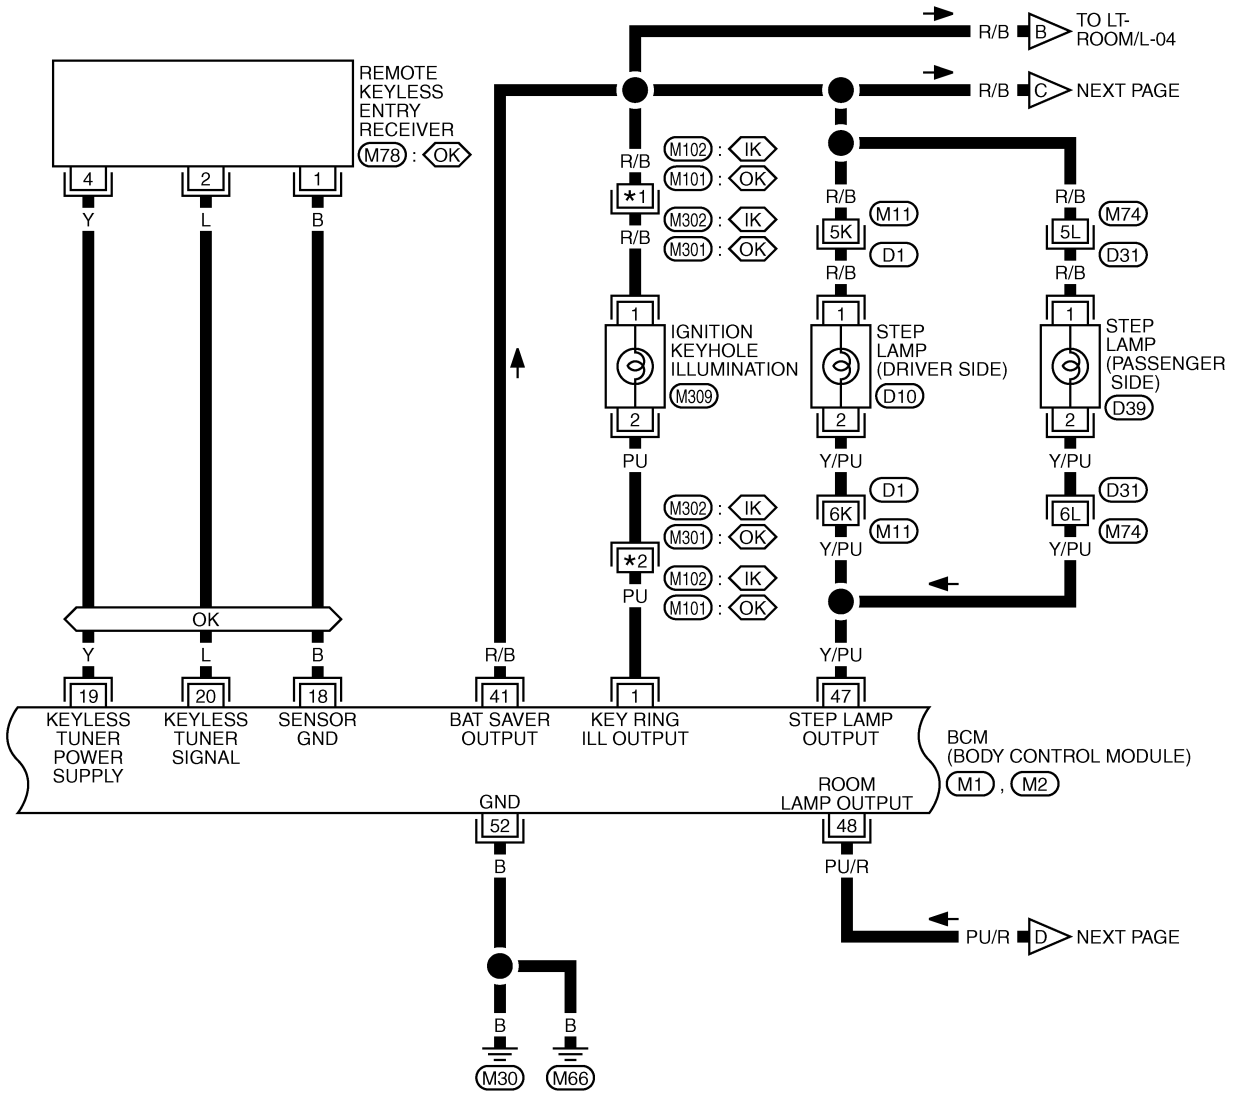 R/B B TO LT-
ROOM/L-04
R/B C NEXT PAGE
REMOTE
KEYLESS
ENTRY
RECEIVER
M78 : OK
4 2 1
Y L B
R/B
M102 : IK
M101 : OK
*1
M302 : IK
M301 : OK
R/B
R/B
M11
5K
D1
R/B
R/B
M74
5L
D31
R/B
1
IGNITION
KEYHOLE
ILLUMINATION
M309
2
PU
1
STEP
LAMP
(DRIVER SIDE)
D10
2
Y/PU
1
STEP
LAMP
(PASSENGER
SIDE)
D39
2
Y/PU
M302 : IK
M301 : OK
*2
M102 : IK
M101 : OK
PU
D1
6K
M11
Y/PU
D31
6L
M74
Y/PU
OK
Y L B R/B Y/PU
19 20 18 41 1 47
KEYLESS
TUNER
POWER
SUPPLY
KEYLESS
TUNER
SIGNAL
SENSOR
GND
BAT SAVER
OUTPUT
KEY RING
ILL OUTPUT
STEP LAMP
OUTPUT
BCM
(BODY CONTROL MODULE)
M1 , M2
GND
ROOM
LAMP OUTPUT
52 48
B PU/R
PU/R D NEXT PAGE
B B
M30 M66